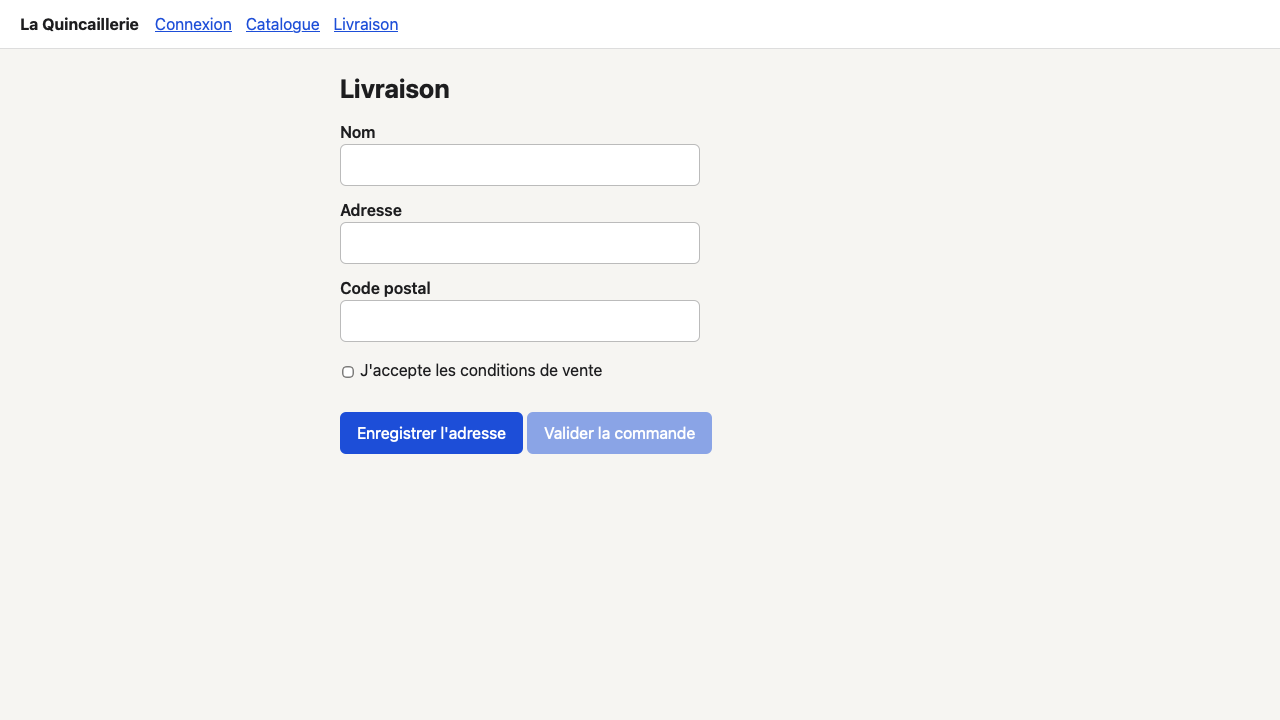 La Quincaillerie Connexion Catalogue Livraison
Livraison
Nom
Adresse
Code postal
J'accepte les conditions de vente
Enregistrer l'adresse Valider la commande